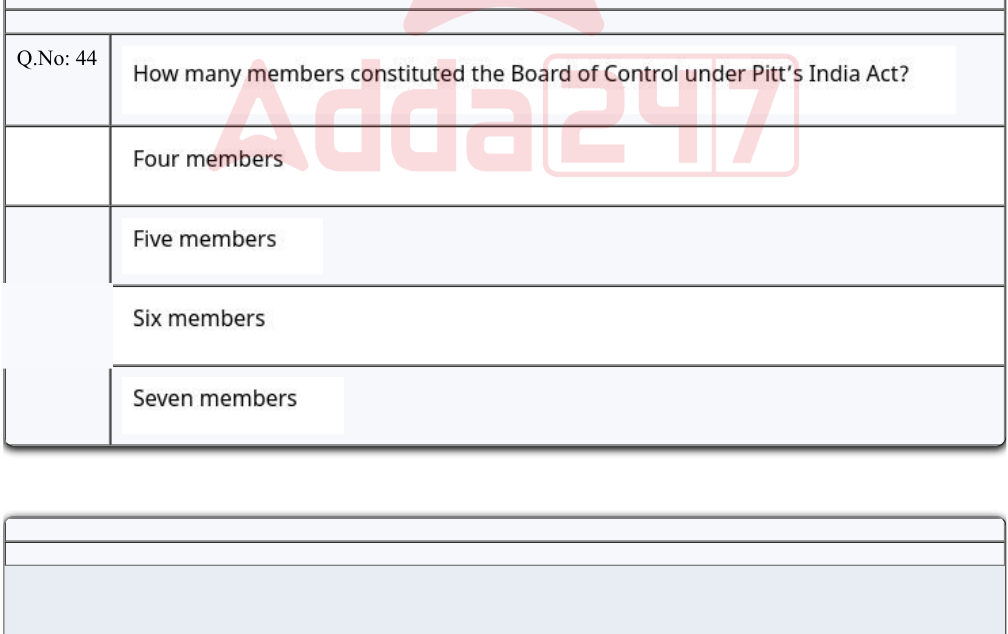 Q.No: 44
How many members constituted the Board of Control under Pitt’s India Act?
Adda247
Four members
Five members
Six members
Seven members